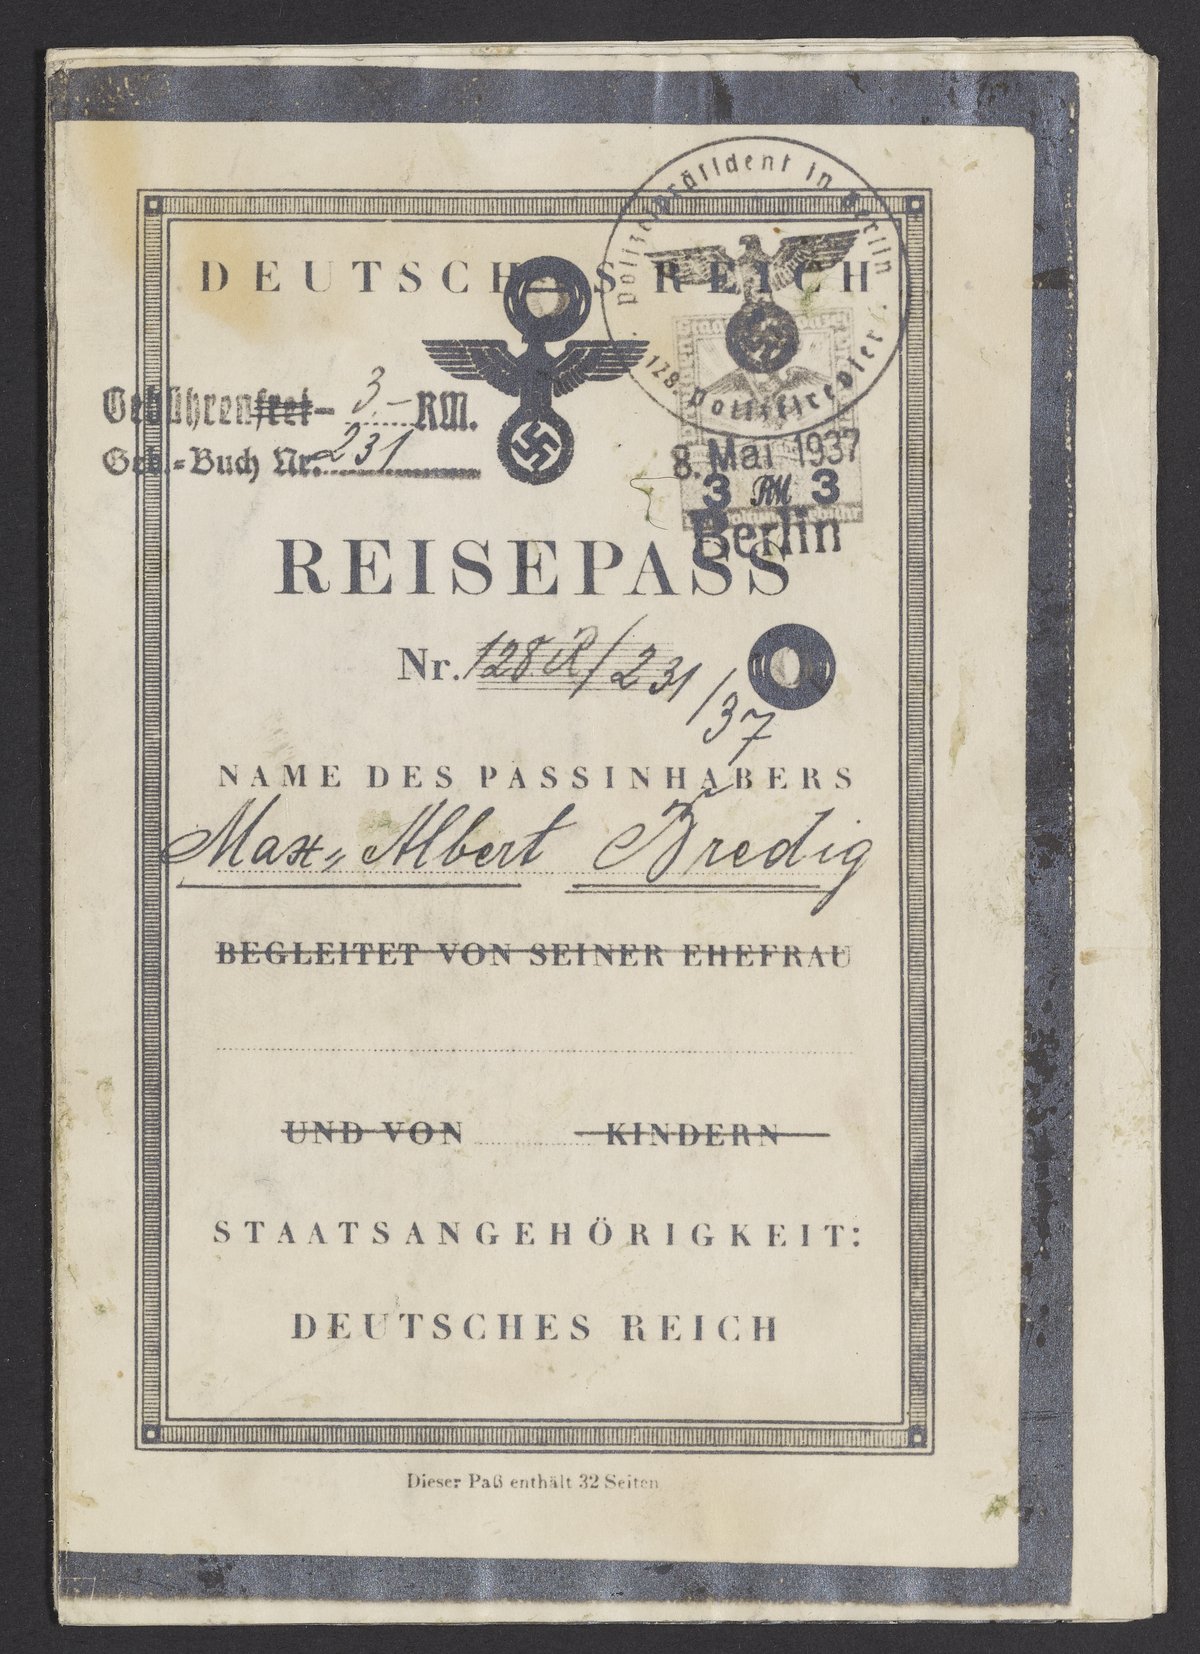 Polizeipräsident in Berlin
DEUTSCHES REICH
128. Polizeirevier
Gebührenfrei- 3.- RM.
Geb.-Buch Nr. 231
8. Mai 1937
3 RM 3
Berlin
REISEPASS
Nr. 128 R/231/37
NAME DES PASSINHABERS
Max, Albert Bredig
BEGLEITET VON SEINER EHEFRAU
UND VON KINDERN
STAATSANGEHÖRIGKEIT:
DEUTSCHES REICH
Dieser Paß enthält 32 Seiten